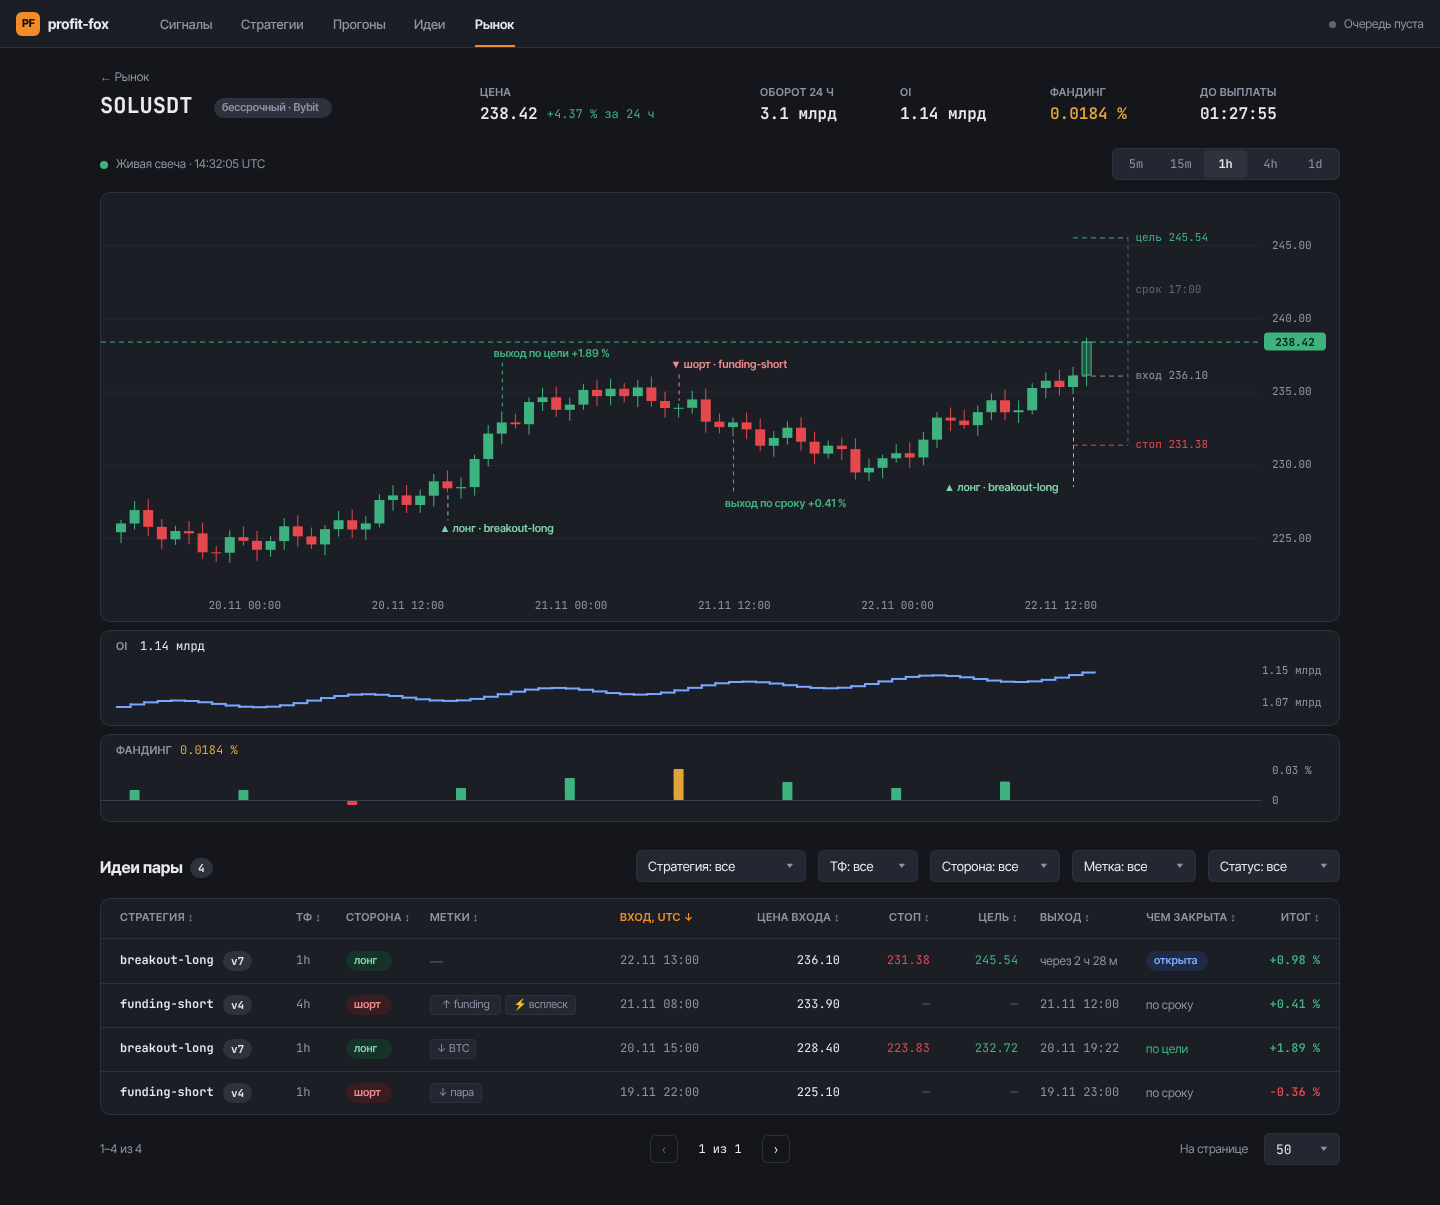 PF profit-fox Сигналы Стратегии Прогоны Идеи Рынок Очередь пуста
← Рынок
SOLUSDT бессрочный · Bybit
ЦЕНА ОБОРОТ 24 Ч OI ФАНДИНГ ДО ВЫПЛАТЫ
238.42 +4.37 % за 24 ч 3.1 млрд 1.14 млрд 0.0184 % 01:27:55
Живая свеча · 14:32:05 UTC 5m 15m 1h 4h 1d
цель 245.54
245.00
срок 17:00
240.00
238.42
выход по цели +1.89 %
▼ шорт · funding-short
вход 236.10
235.00
стоп 231.38
230.00
▲ лонг · breakout-long
выход по сроку +0.41 %
▲ лонг · breakout-long
225.00
20.11 00:00 20.11 12:00 21.11 00:00 21.11 12:00 22.11 00:00 22.11 12:00
OI 1.14 млрд
1.15 млрд
1.07 млрд
ФАНДИНГ 0.0184 %
0.03 %
0
Идеи пары 4 Стратегия: все ТФ: все Сторона: все Метка: все Статус: все
СТРАТЕГИЯ ↕ ТФ ↕ СТОРОНА ↕ МЕТКИ ↕ ВХОД, UTC ↓ ЦЕНА ВХОДА ↕ СТОП ↕ ЦЕЛЬ ↕ ВЫХОД ↕ ЧЕМ ЗАКРЫТА ↕ ИТОГ ↕
breakout-long v7 1h лонг — 22.11 13:00 236.10 231.38 245.54 через 2 ч 28 м открыта +0.98 %
funding-short v4 4h шорт ↑ funding ⚡ всплеск 21.11 08:00 233.90 — — 21.11 12:00 по сроку +0.41 %
breakout-long v7 1h лонг ↓ BTC 20.11 15:00 228.40 223.83 232.72 20.11 19:22 по цели +1.89 %
funding-short v4 1h шорт ↓ пара 19.11 22:00 225.10 — — 19.11 23:00 по сроку -0.36 %
1–4 из 4 ‹ 1 из 1 › На странице 50